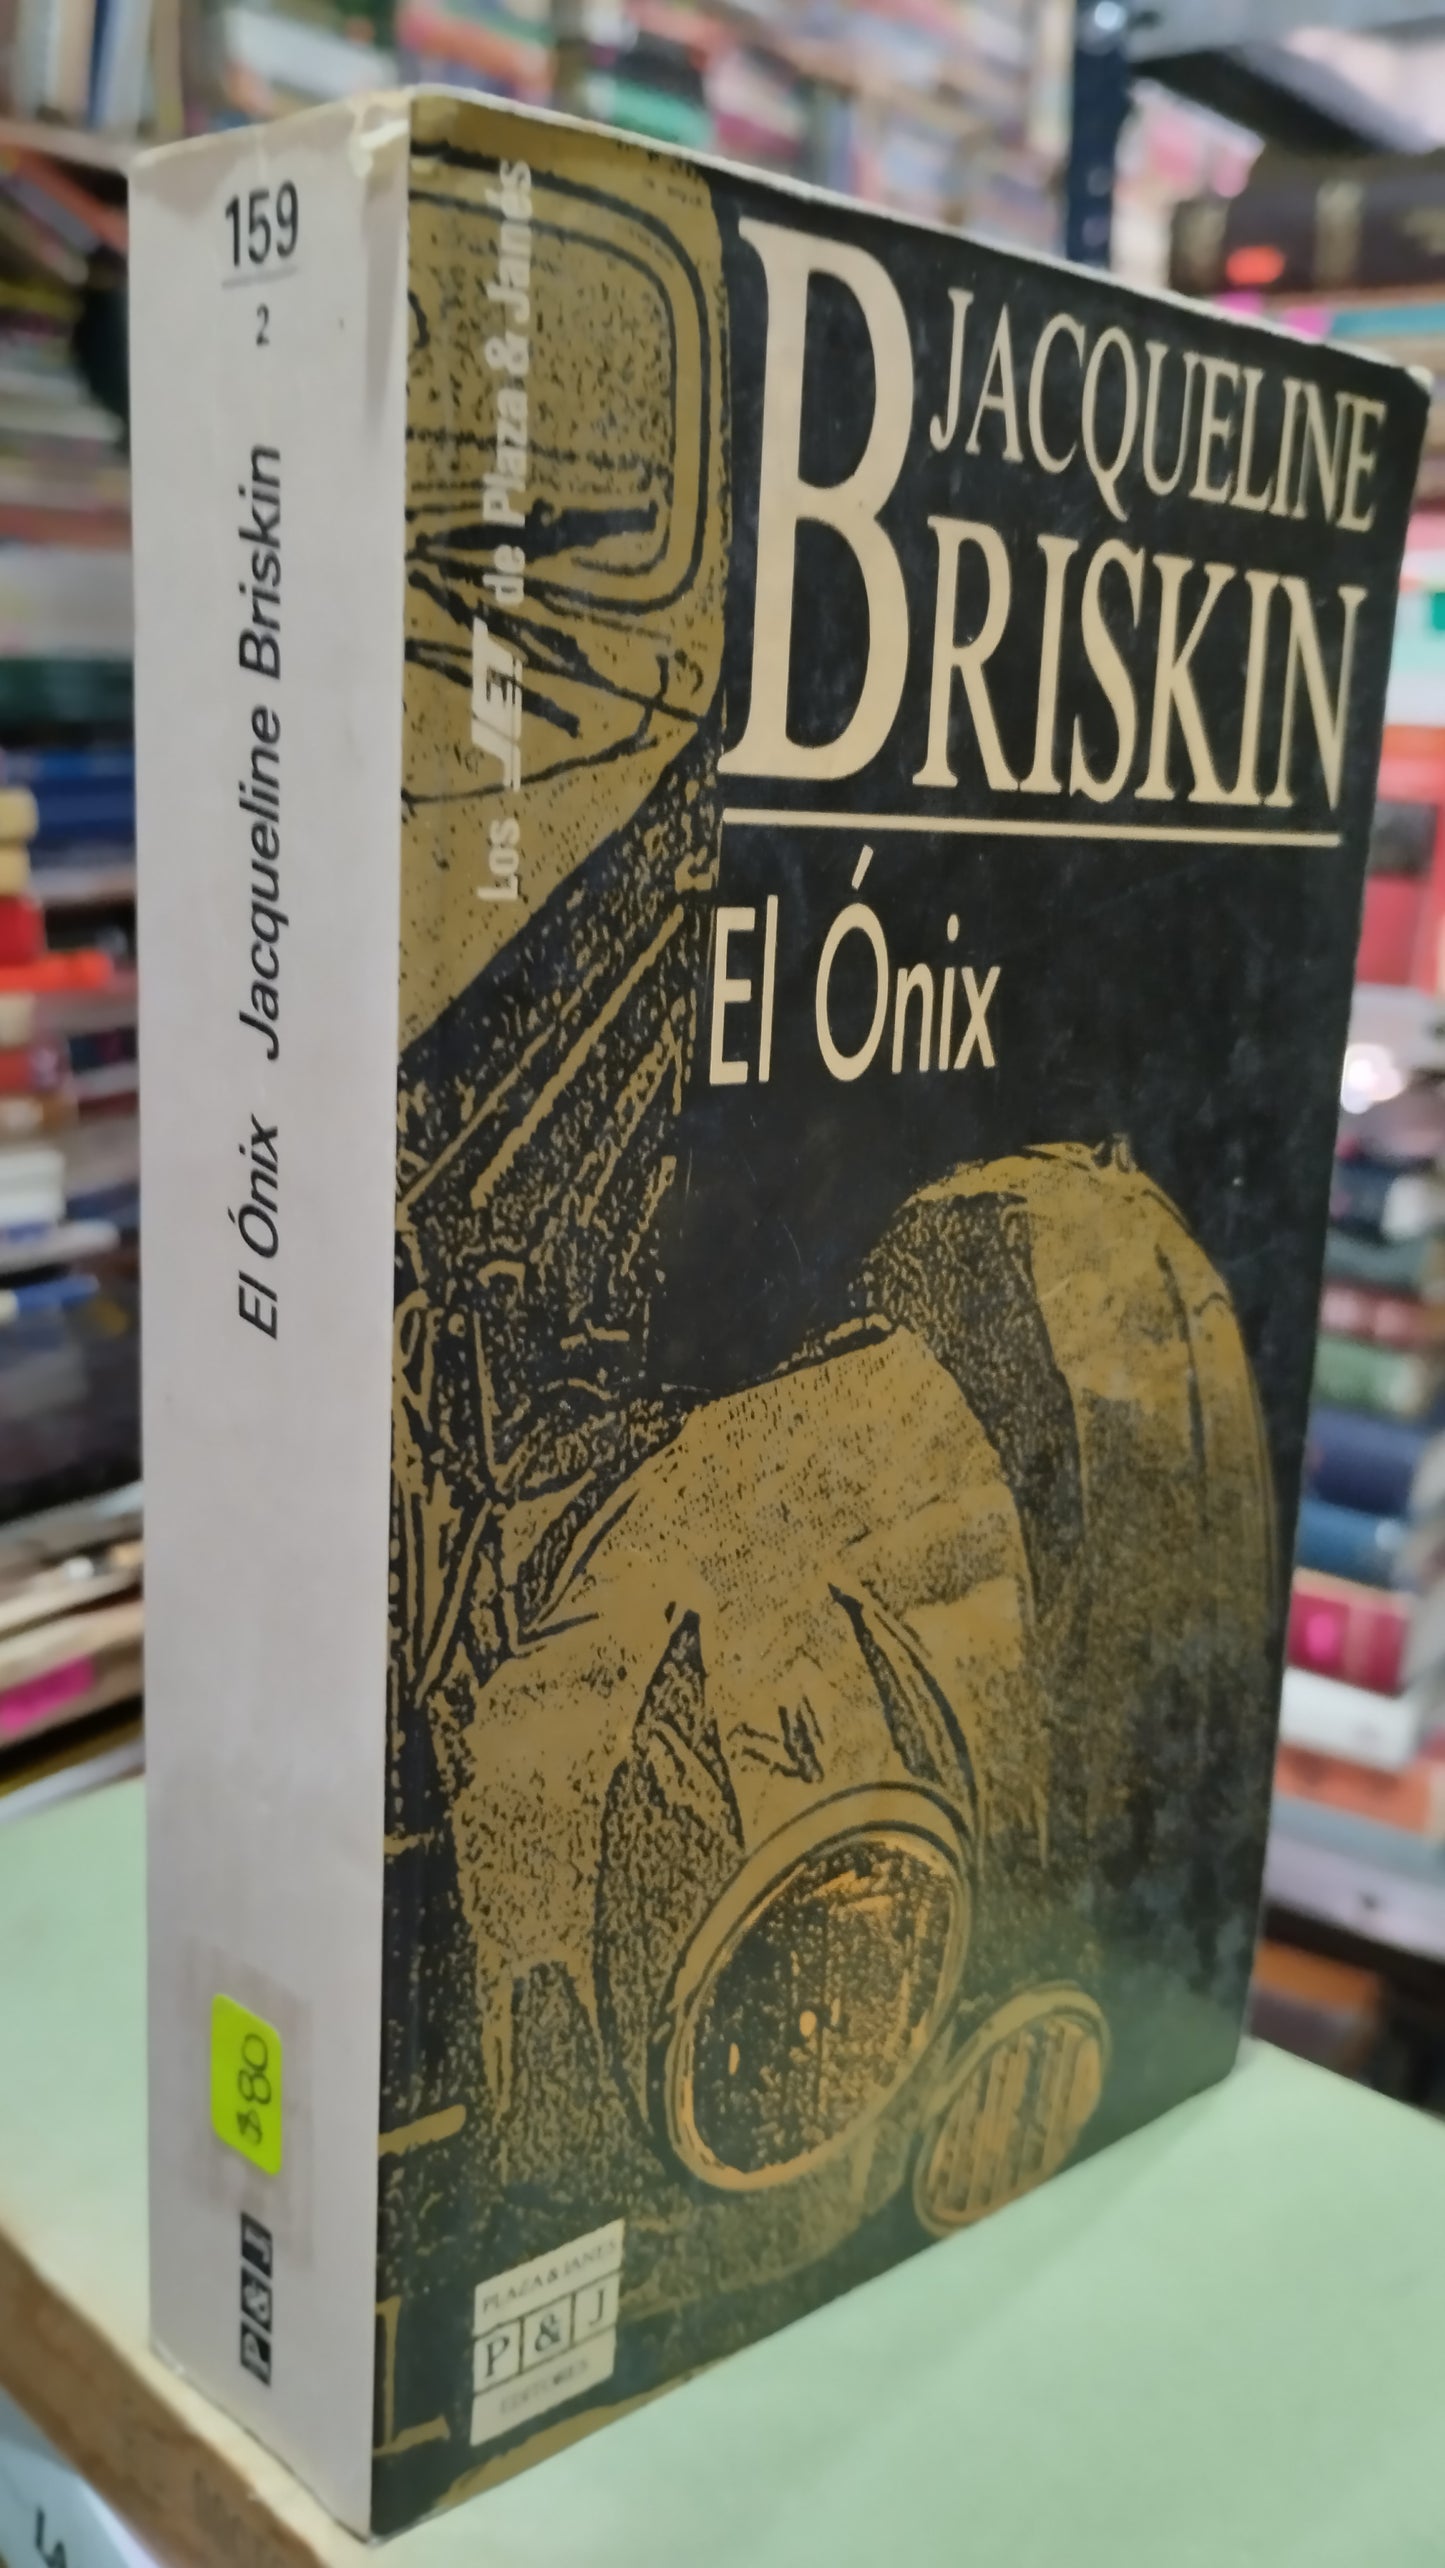 159
2
El Ónix Jacqueline Briskin
$80
P&J
Los JET de Plaza & Janés
JACQUELINE
BRISKIN
El Ónix
PLAZA & JANES
P & J
EDITORES